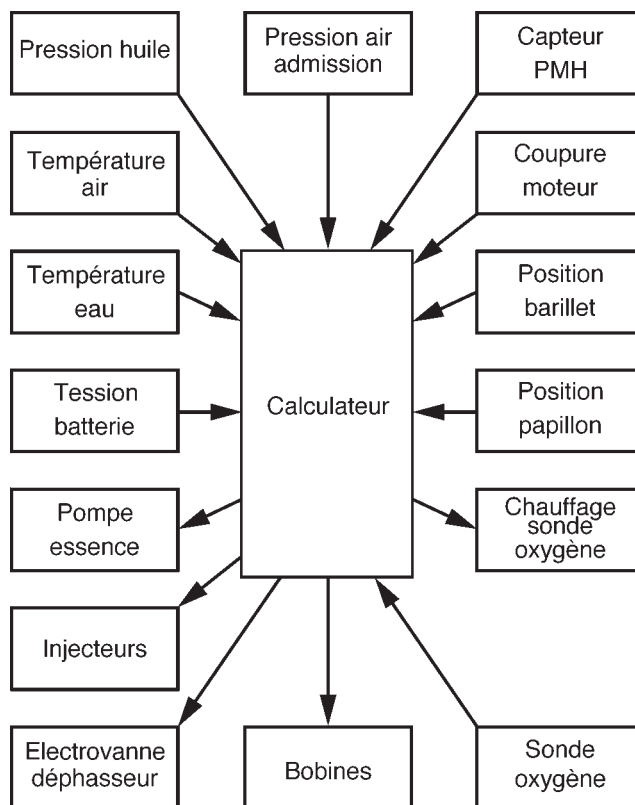 Pression huile
Pression air
admission
Capteur
PMH
Température
air
Coupure
moteur
Température
eau
Position
barillet
Tession
batterie
Calculateur
Position
papillon
Pompe
essence
Chauffage
sonde
oxygène
Injecteurs
Electrovanne
déphasseur
Bobines
Sonde
oxygène